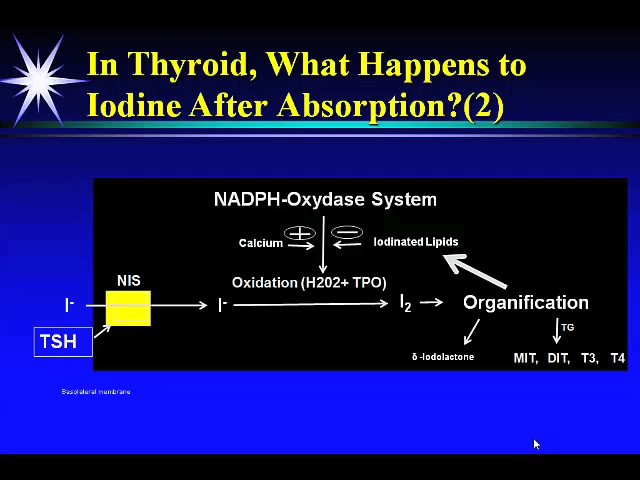 In Thyroid, What Happens to
Iodine After Absorption?(2)
NADPH-Oxydase System
Calcium + − Iodinated Lipids
NIS
Oxidation (H202+ TPO)
I- I- I2 Organification
TSH
TG
δ -Iodolactone MIT, DIT, T3, T4
Basolateral membrane